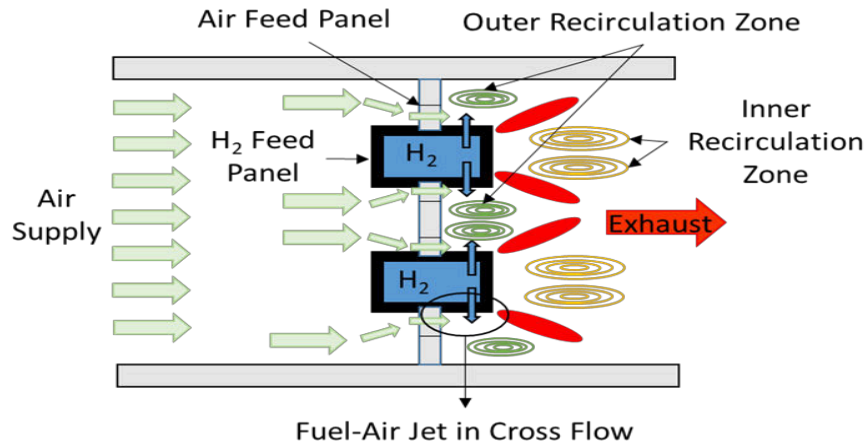 Air Feed Panel
Outer Recirculation Zone
H₂ Feed
Panel
H₂
Inner
Recirculation
Zone
Air
Supply
Exhaust
H₂
Fuel-Air Jet in Cross Flow